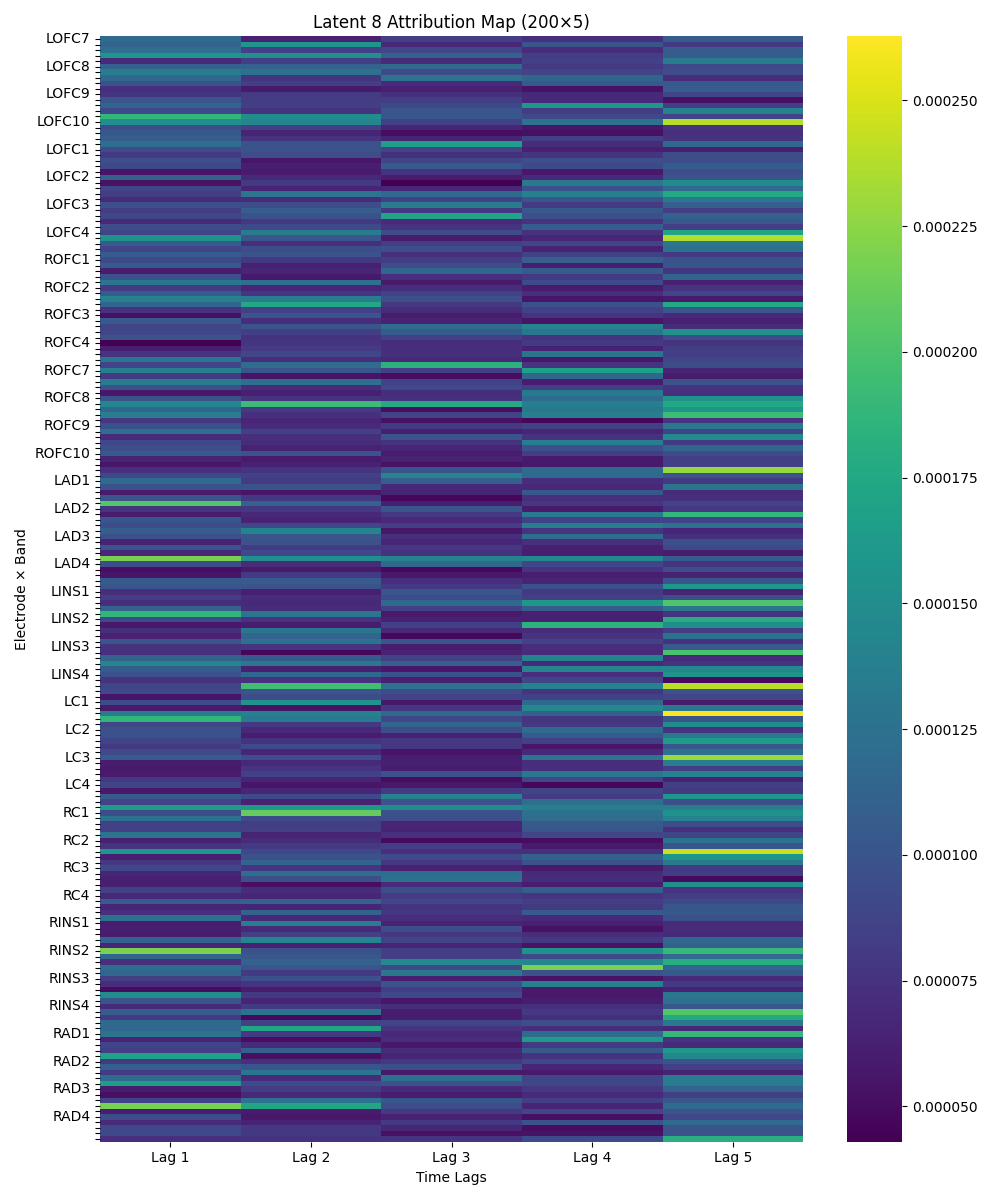 Latent 8 Attribution Map (200×5)
LOFC7
LOFC8
LOFC9
LOFC10
LOFC1
LOFC2
LOFC3
LOFC4
ROFC1
ROFC2
ROFC3
ROFC4
ROFC7
ROFC8
ROFC9
ROFC10
LAD1
LAD2
LAD3
LAD4
LINS1
LINS2
LINS3
LINS4
LC1
LC2
LC3
LC4
RC1
RC2
RC3
RC4
RINS1
RINS2
RINS3
RINS4
RAD1
RAD2
RAD3
RAD4
Electrode × Band
Lag 1 Lag 2 Lag 3 Lag 4 Lag 5
Time Lags
0.000250
0.000225
0.000200
0.000175
0.000150
0.000125
0.000100
0.000075
0.000050